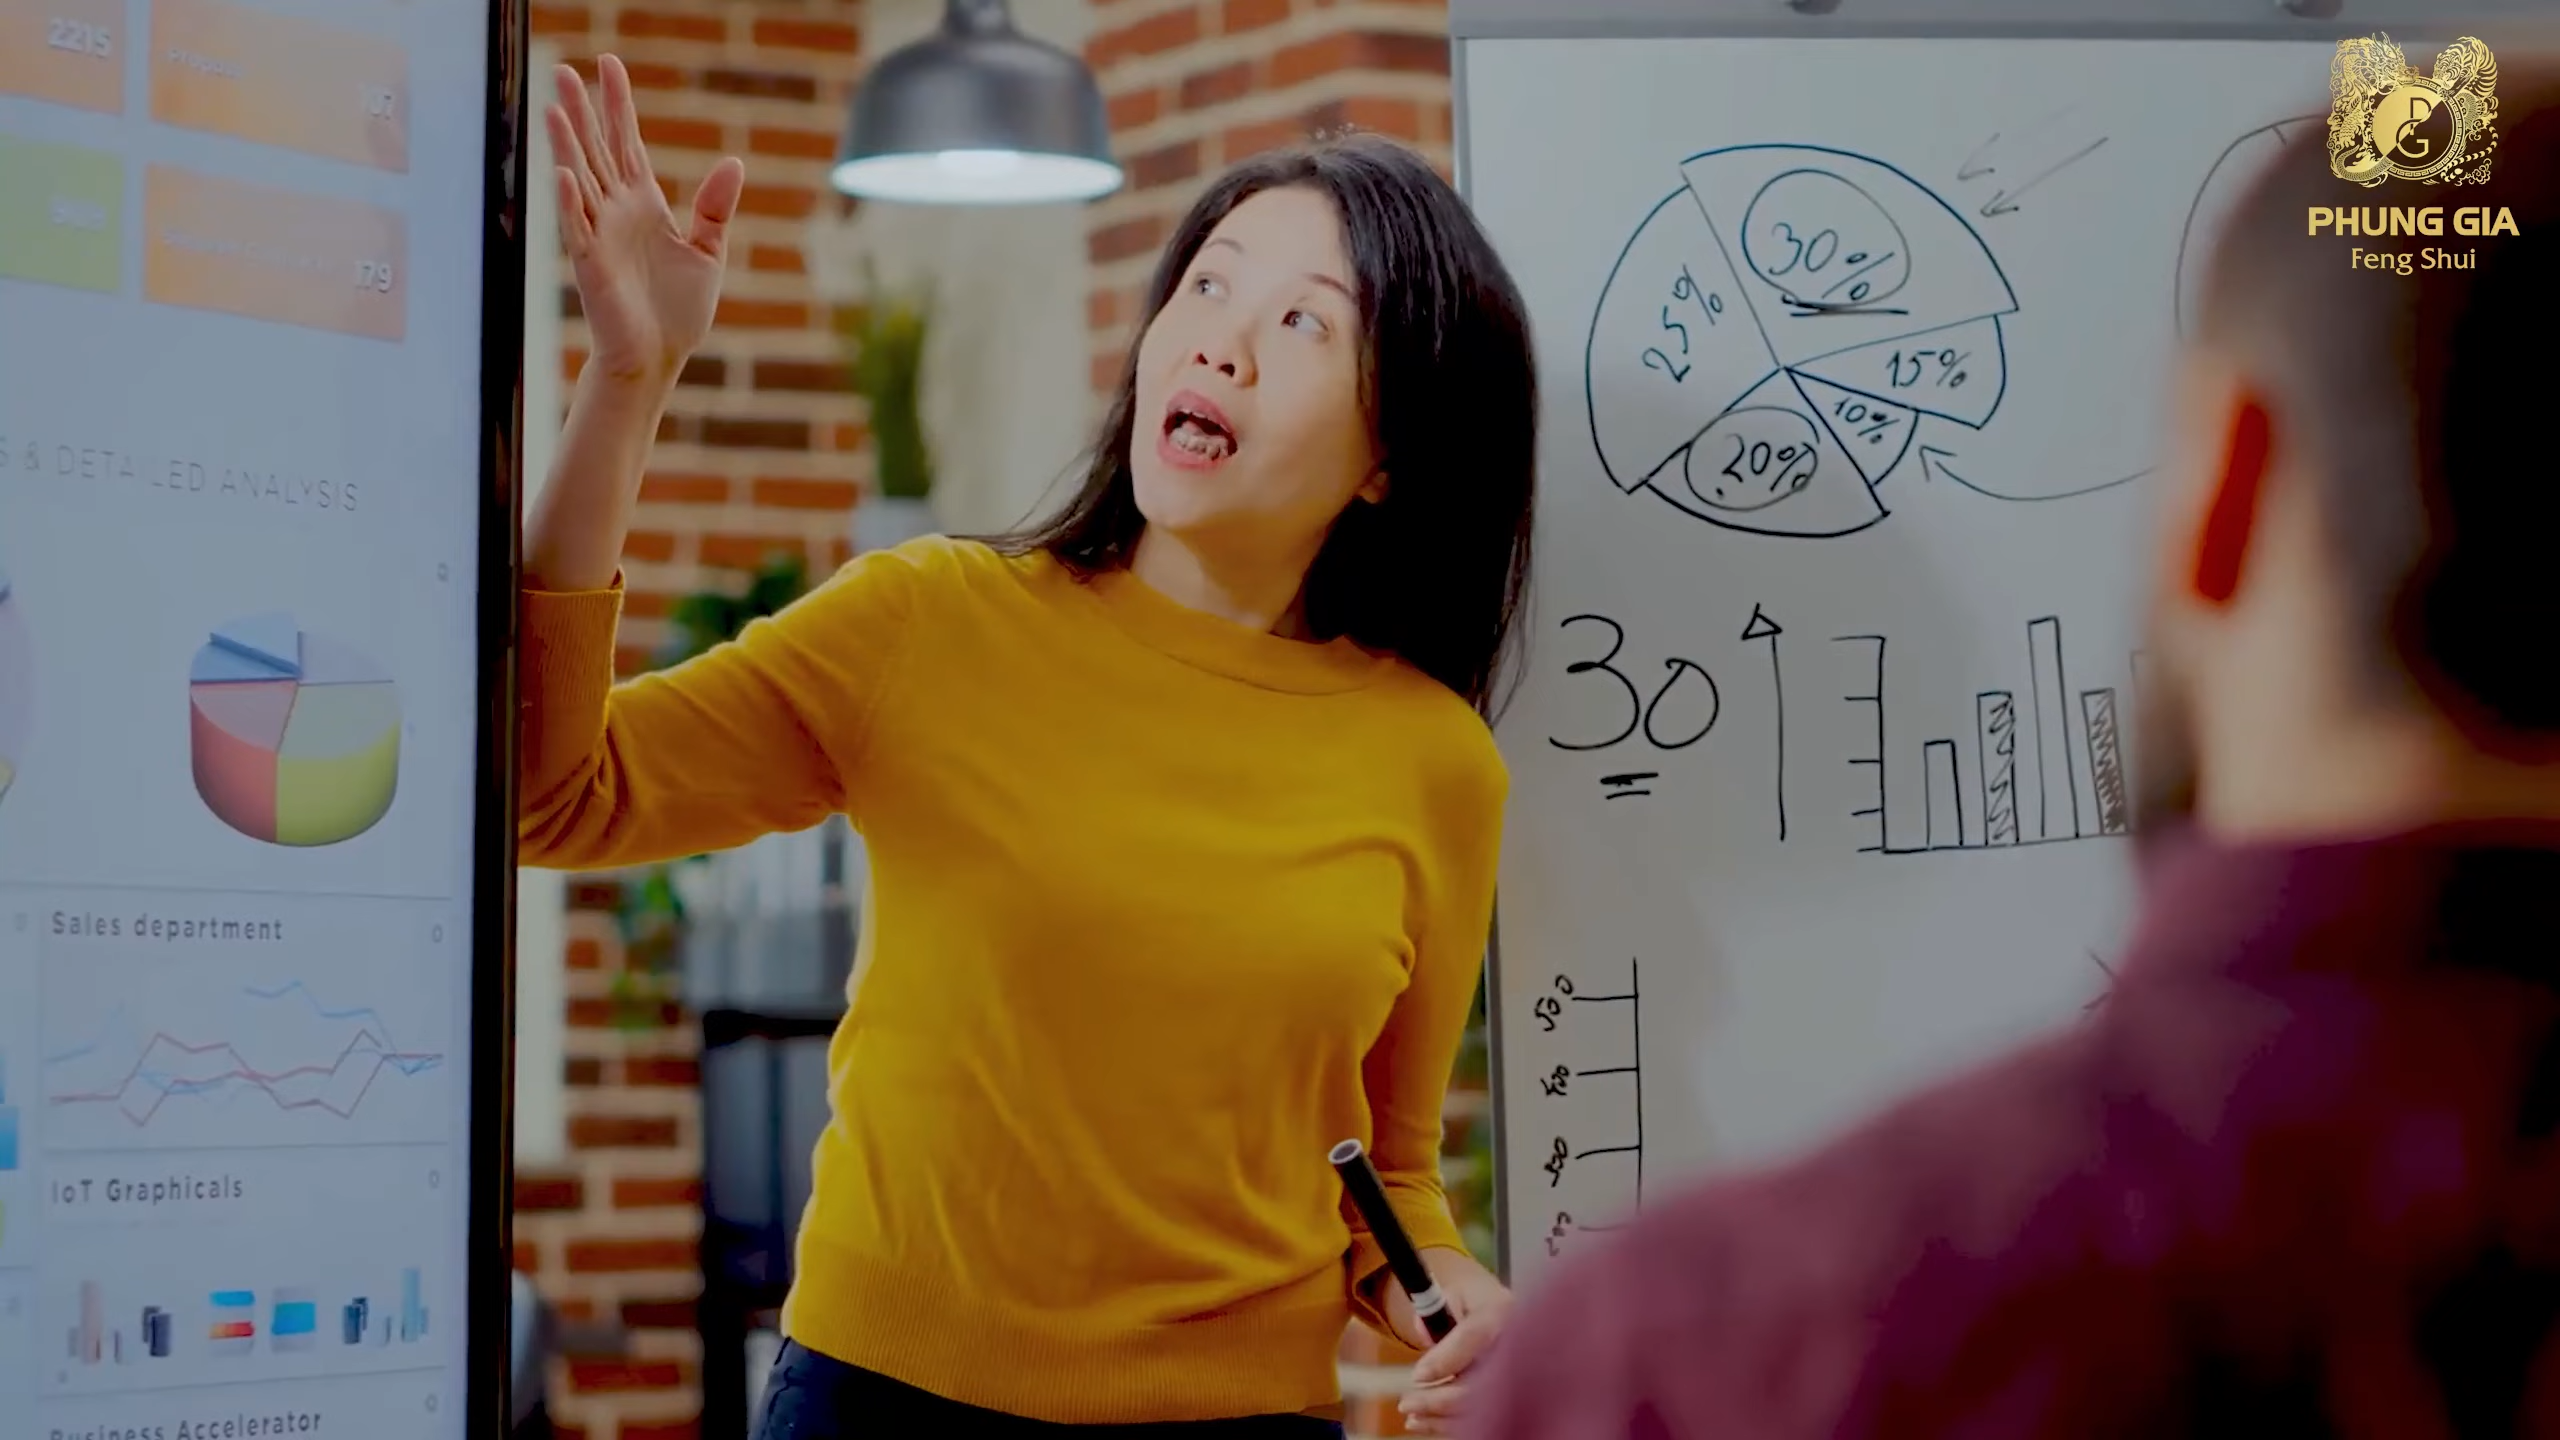 2215
107
179
PHUNG GIA
Feng Shui
30%
25%
15%
10%
20%
& DETAILED ANALYSIS
30
Sales department
IoT Graphicals
Business Accelerator